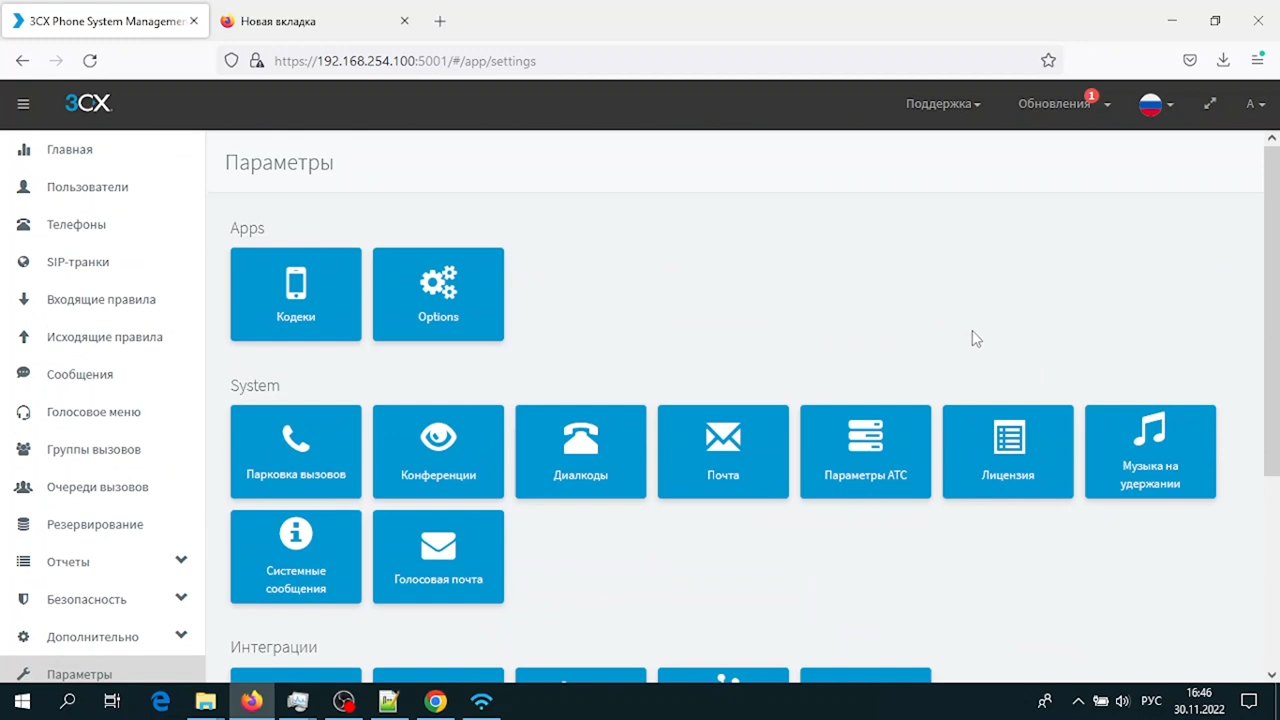 3CX Phone System Managemen
Новая вкладка
https://192.168.254.100:5001/#/app/settings
3CX
Поддержка
Обновления
1
A
Главная
Пользователи
Телефоны
SIP-транки
Входящие правила
Исходящие правила
Сообщения
Голосовое меню
Группы вызовов
Очереди вызовов
Резервирование
Отчеты
Безопасность
Дополнительно
Параметры
Параметры
Apps
Кодеки
Options
System
Парковка вызовов
Конференции
Диалкоды
Почта
Параметры АТС
Лицензия
Музыка на
удержании
Системные
сообщения
Голосовая почта
Интеграции
РУС
16:46
30.11.2022